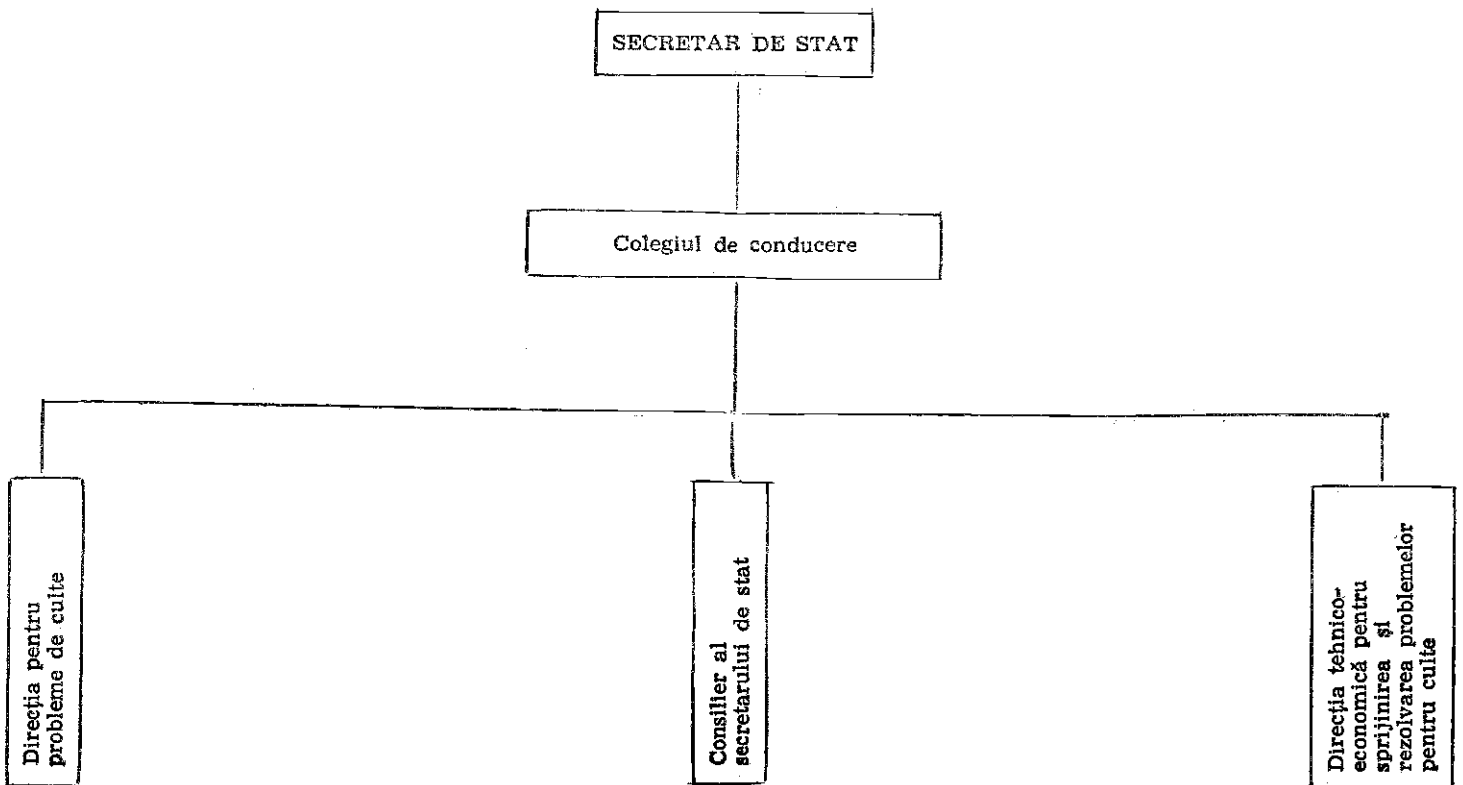 SECRETAR DE STAT
Colegiul de conducere
Direcția pentru
probleme de culte
Consilier al
secretarului de stat
Direcția tehnico-
economică pentru
sprijinirea și
rezolvarea problemelor
pentru culte